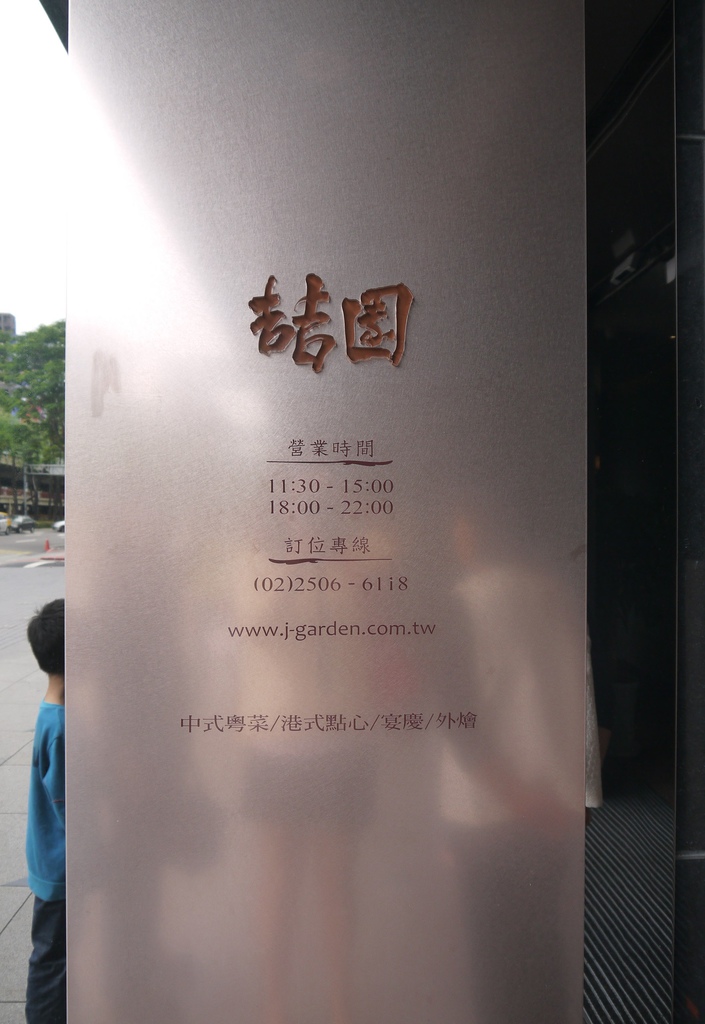 喆園
營業時間
11:30 - 15:00
18:00 - 22:00
訂位專線
(02)2506 - 6118
www.j-garden.com.tw
中式粵菜/港式點心/宴慶/外燴